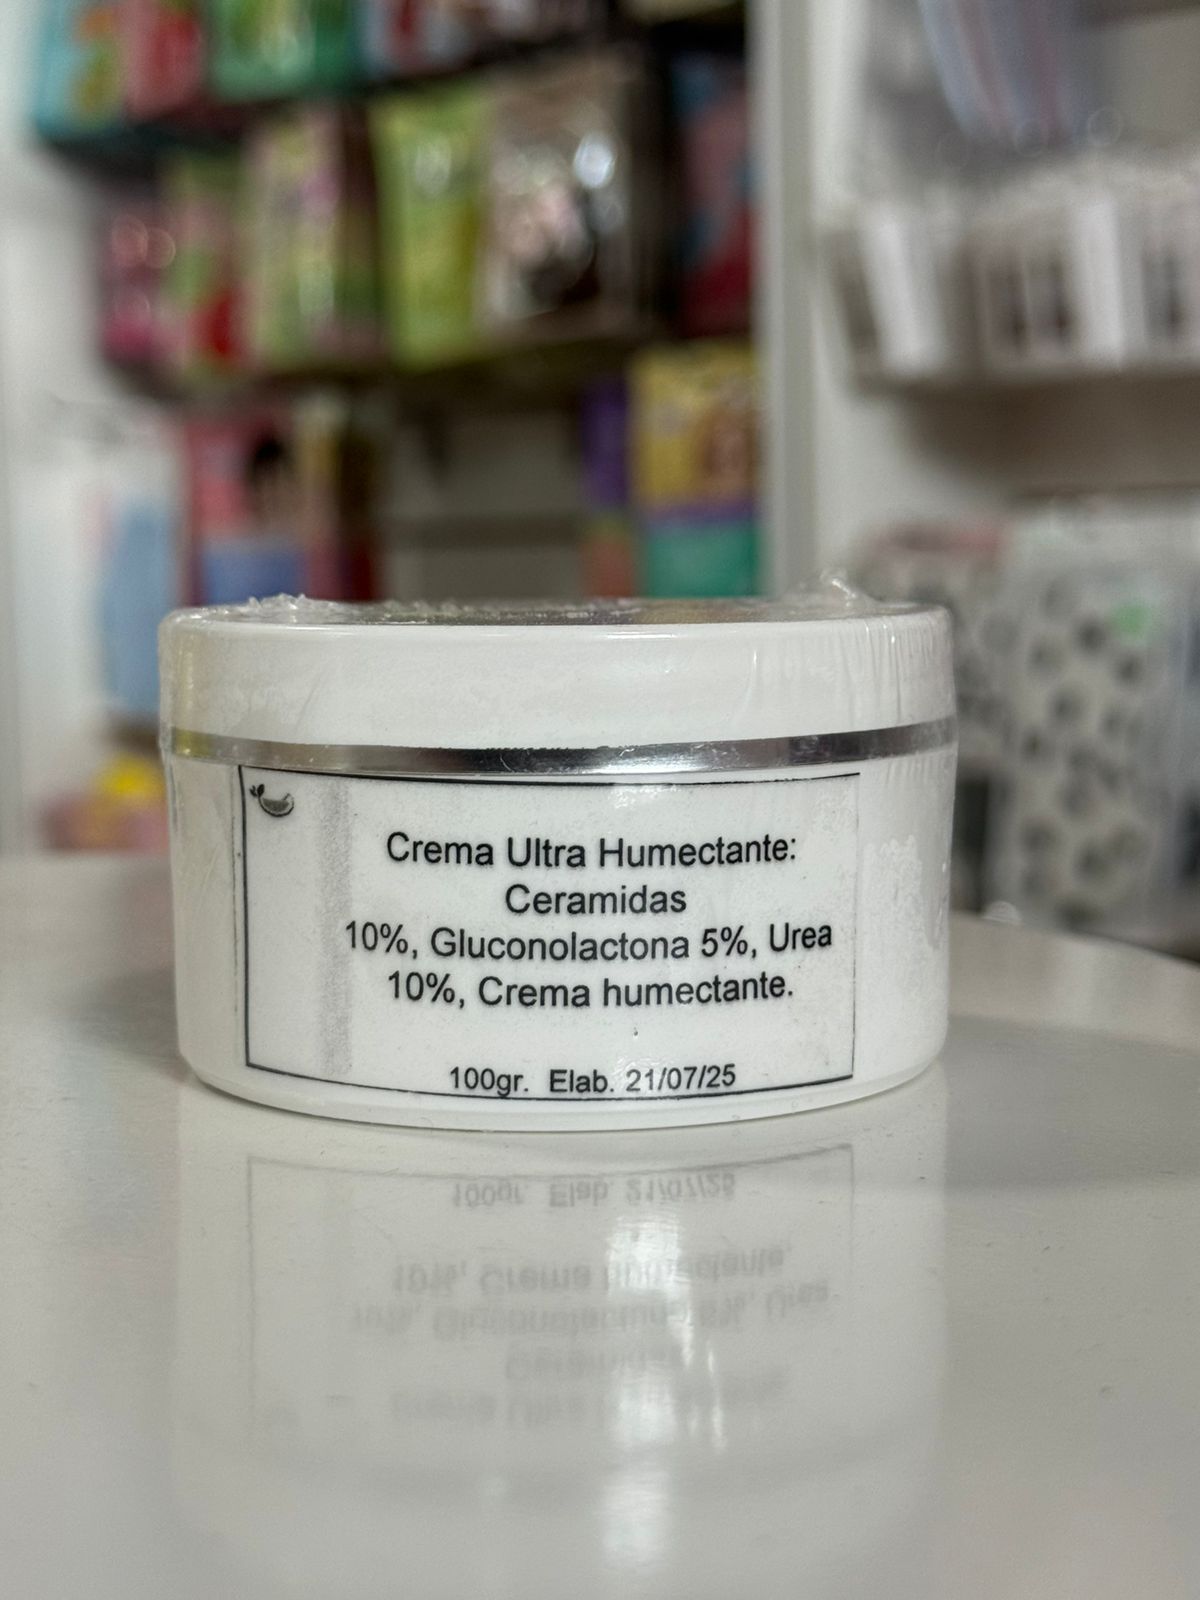 Crema Ultra Humectante:
Ceramidas
10%, Gluconolactona 5%, Urea
10%, Crema humectante.
100gr. Elab. 21/07/25